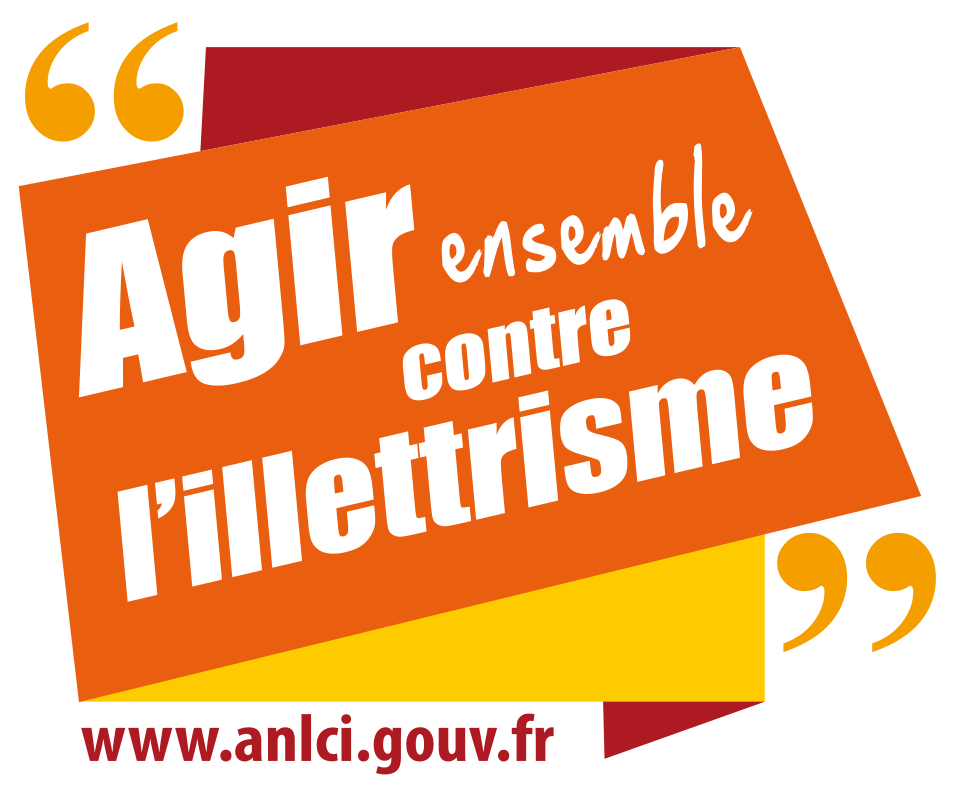 “
Agir ensemble
contre
l’illettrisme
”
www.anlci.gouv.fr